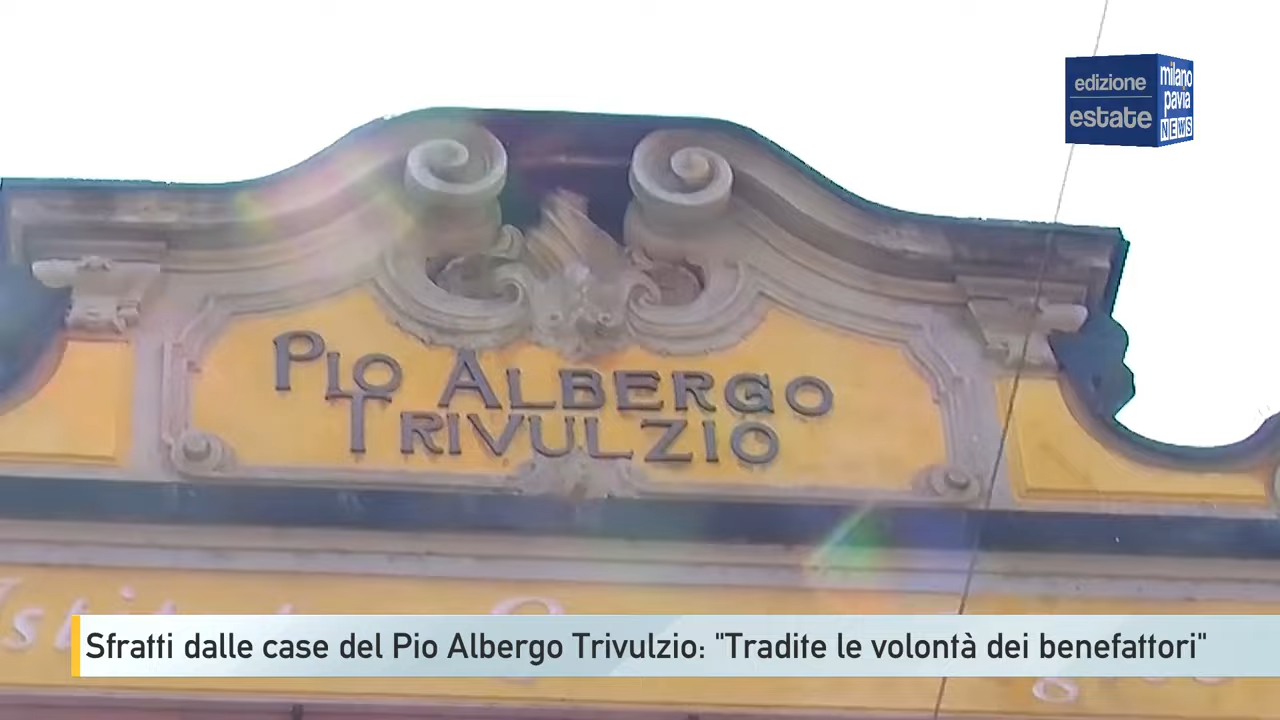 edizione
estate
milano
pavia
NEWS
PIO ALBERGO
TRIVULZIO
Sfratti dalle case del Pio Albergo Trivulzio: "Tradite le volontà dei benefattori"